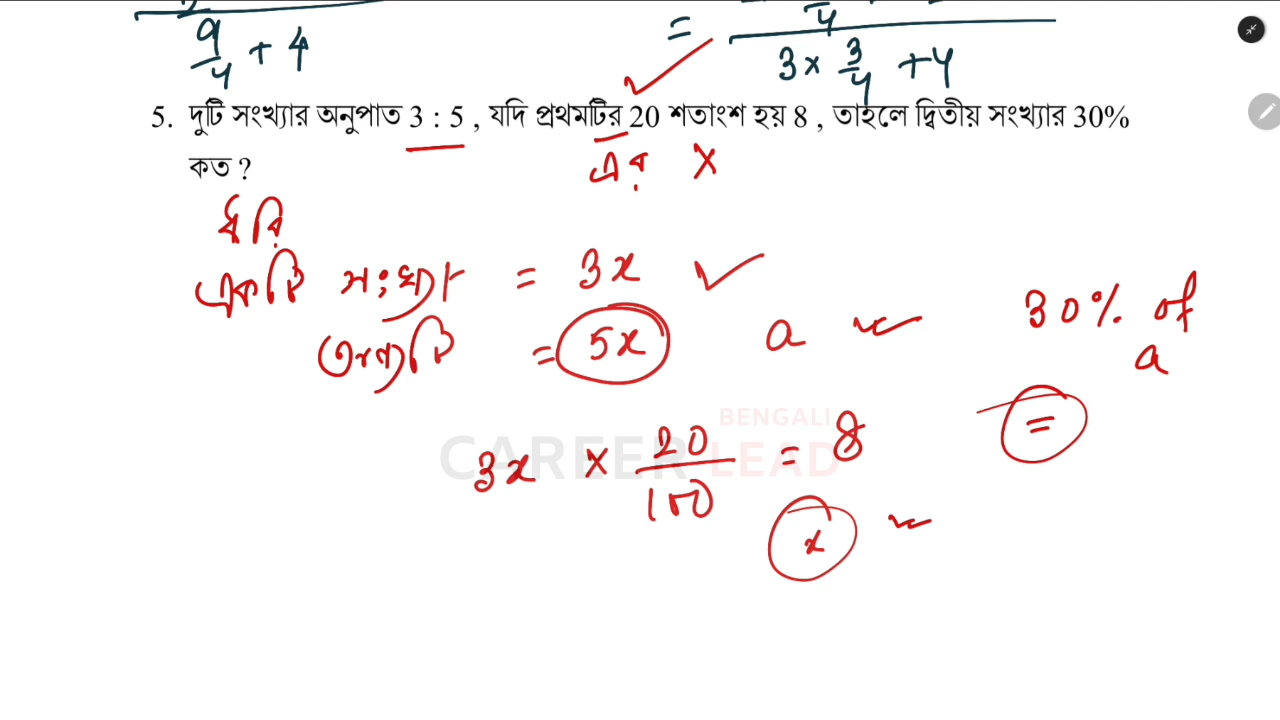 9/4 + 4
=
4
3 × 3/4 + 4
5. দুটি সংখ্যার অনুপাত 3 : 5 , যদি প্রথমটির 20 শতাংশ হয় 8 , তাহলে দ্বিতীয় সংখ্যার 30%
কত ?
এর X
ধরি
একটি সংখ্যা = 3x
অন্যটি = 5x a
30% of
a
=
BENGALI
CAREER LEAD
3x × 20/100 = 8
x